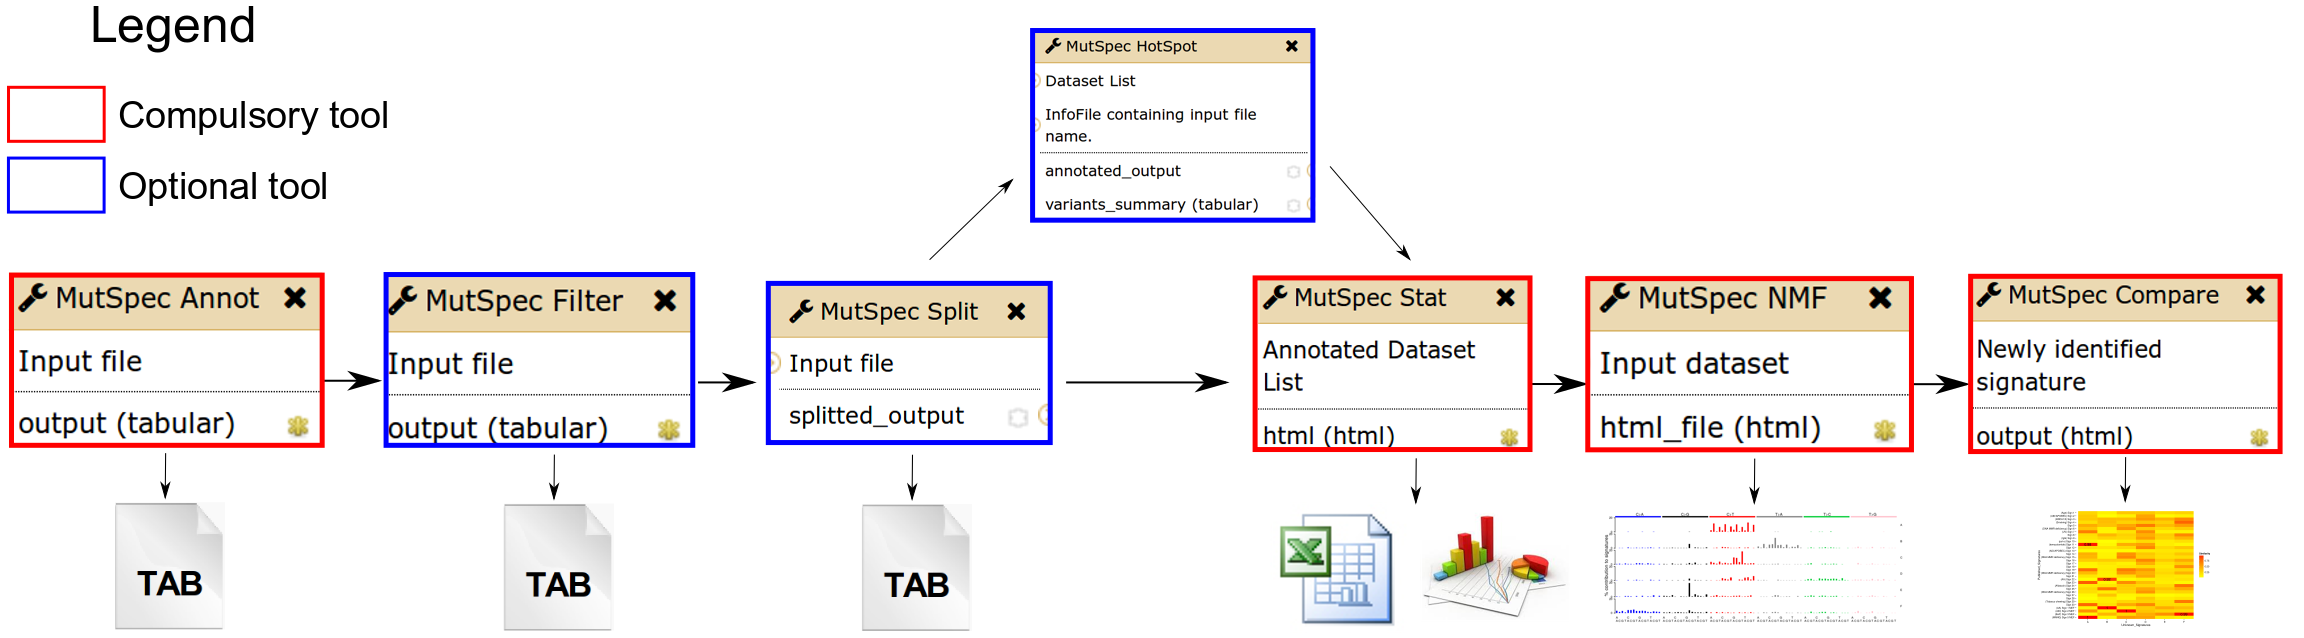 Legend
Compulsory tool
Optional tool
MutSpec HotSpot
Dataset List
InfoFile containing input file
name.
annotated_output
variants_summary (tabular)
MutSpec Annot
Input file
output (tabular)
TAB
MutSpec Filter
Input file
output (tabular)
TAB
MutSpec Split
Input file
splitted_output
TAB
MutSpec Stat
Annotated Dataset
List
html (html)
MutSpec NMF
Input dataset
html_file (html)
MutSpec Compare
Newly identified
signature
output (html)